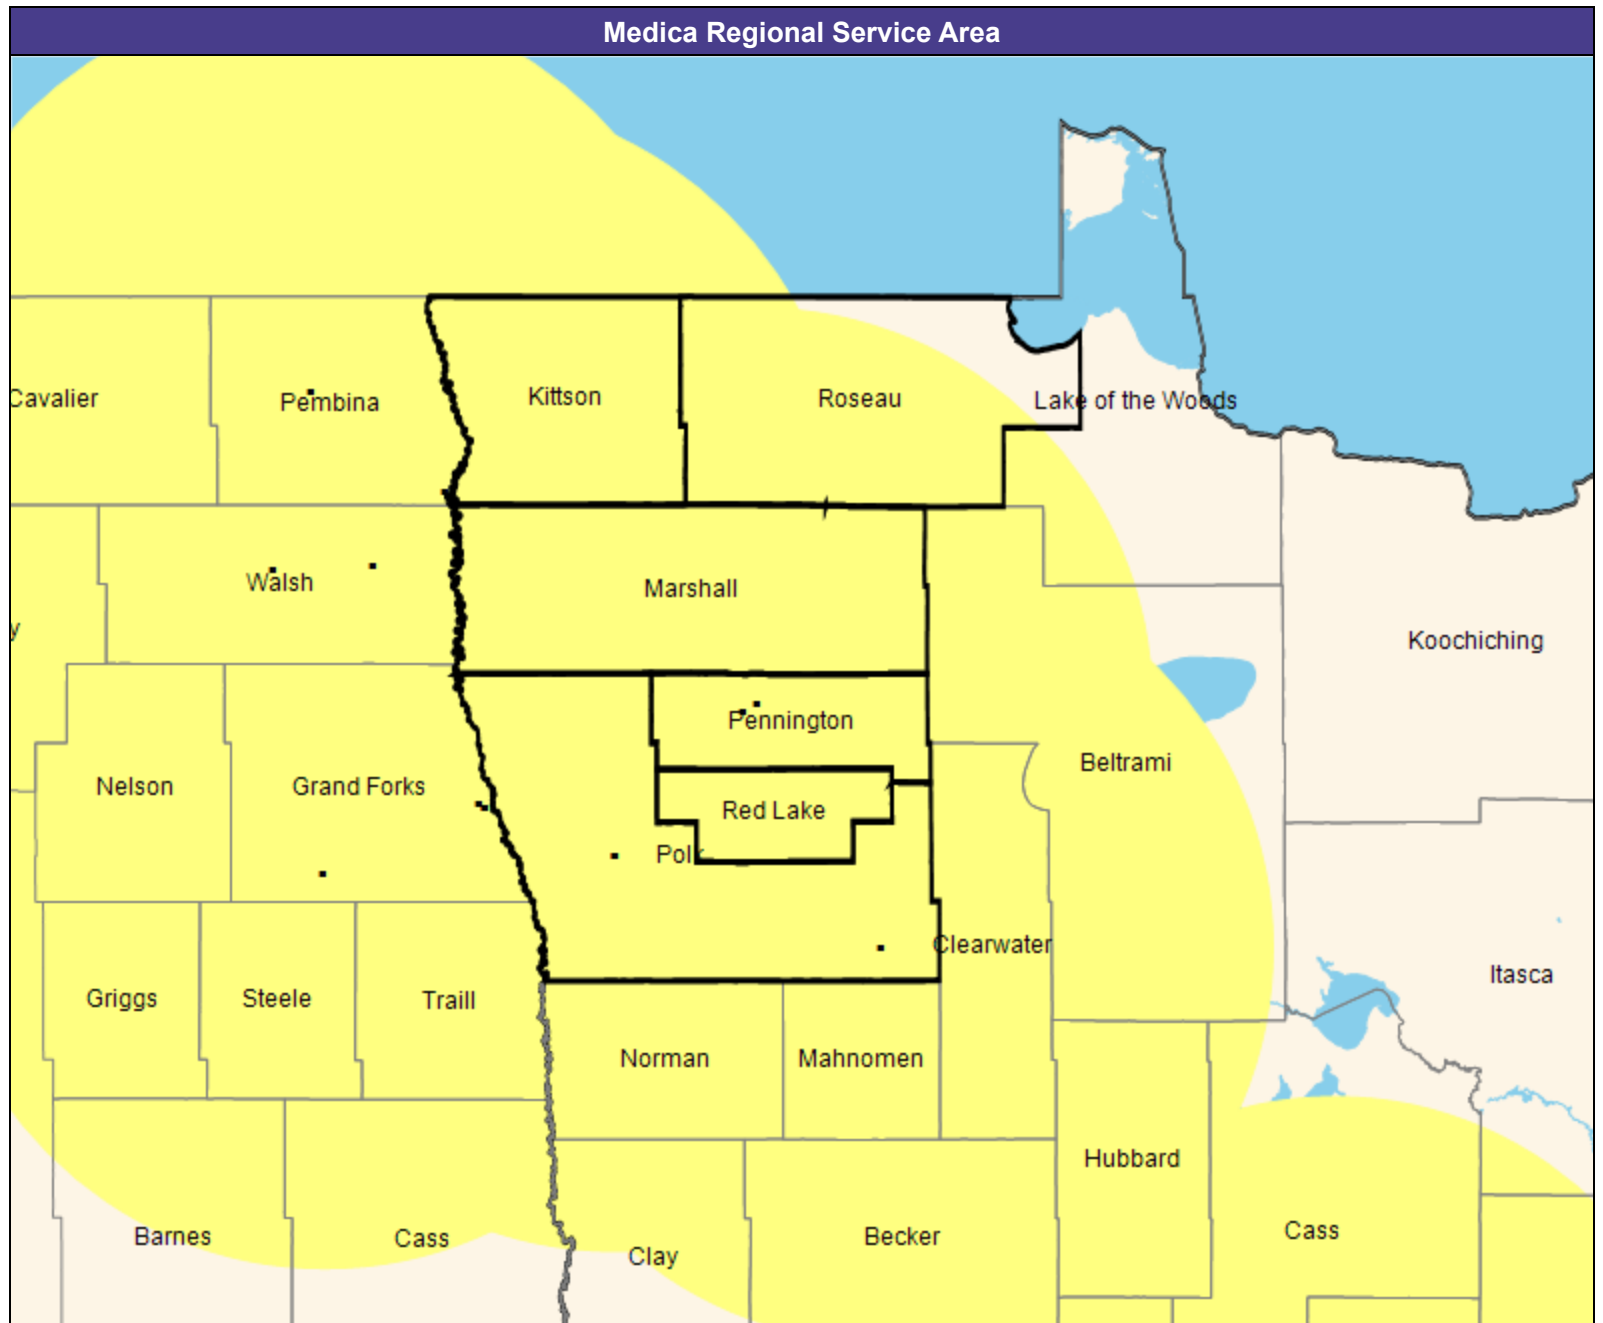 Medica Regional Service Area
Cavalier
Pembina
Kittson
Roseau
Lake of the Woods
Walsh
Marshall
y
Koochiching
Pennington
Nelson
Grand Forks
Red Lake
Beltrami
Polk
Clearwater
Griggs
Steele
Traill
Itasca
Norman
Mahnomen
Hubbard
Barnes
Cass
Clay
Becker
Cass